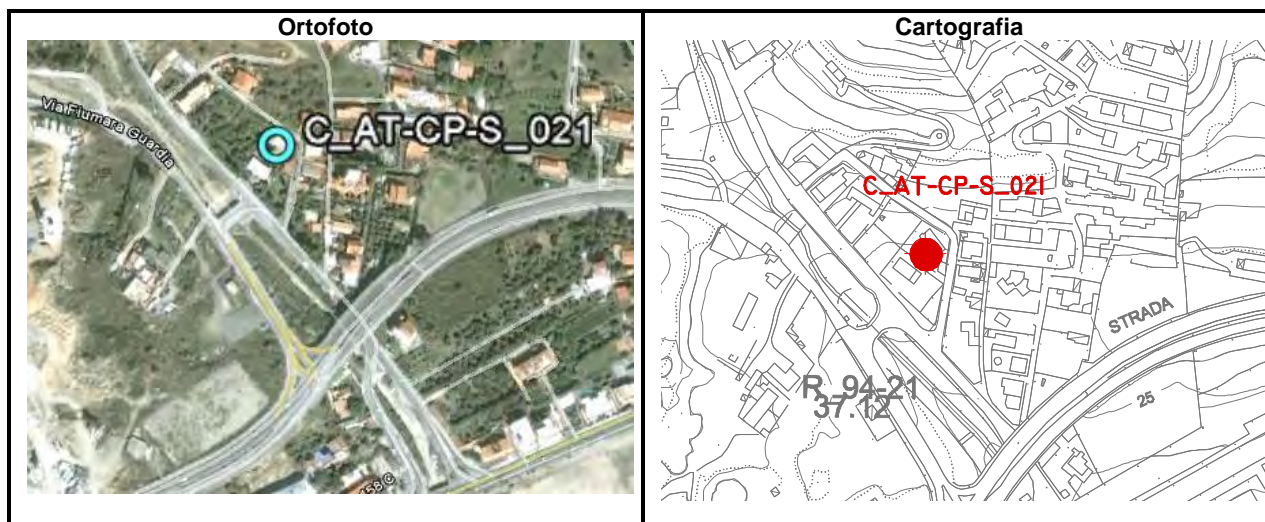 Ortofoto
Via Fiumara Guardia
C_AT-CP-S_021
Cartografia
C_AT-CP-S_021
STRADA
R_94-21
37.12
25